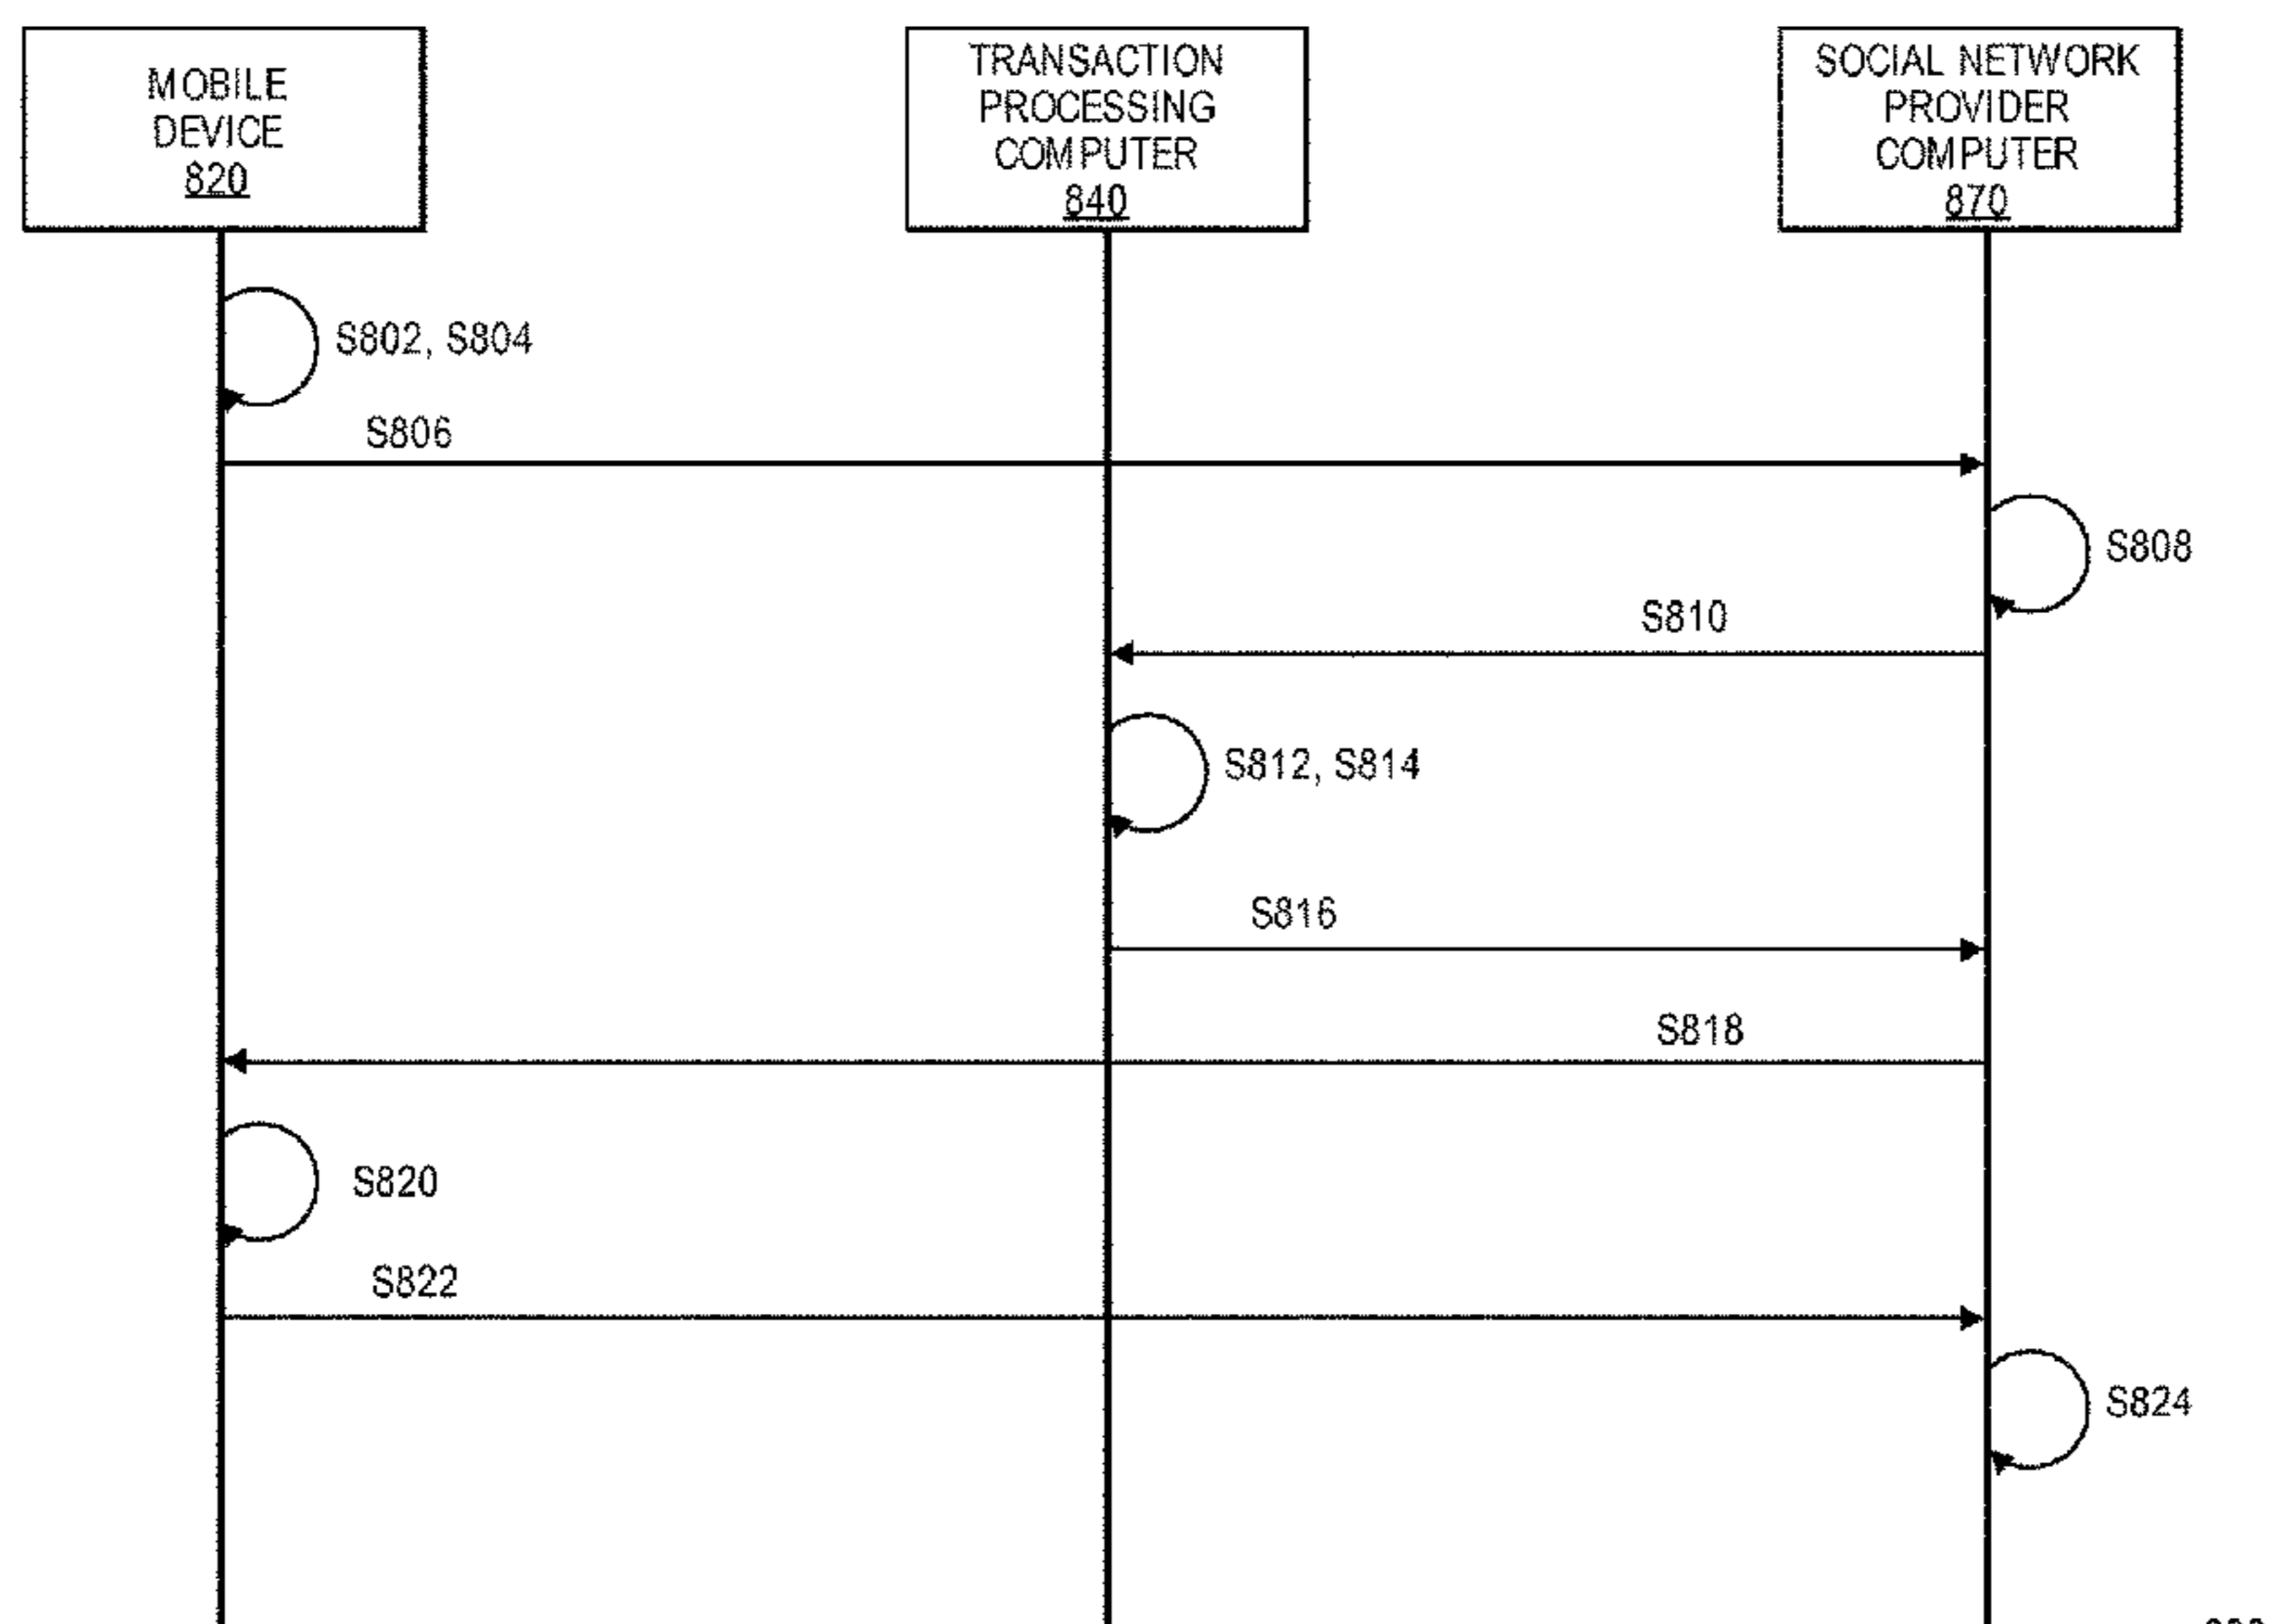 MOBILE
DEVICE
820
TRANSACTION
PROCESSING
COMPUTER
840
SOCIAL NETWORK
PROVIDER
COMPUTER
870
S802, S804
S806
S808
S810
S812, S814
S816
S818
S820
S822
S824